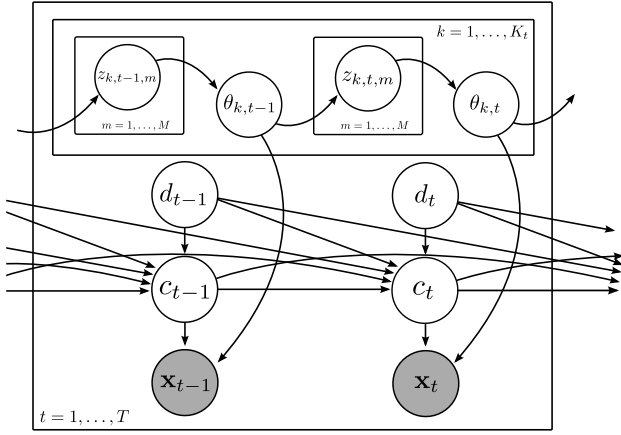 k = 1, . . . , K_t
z_{k,t−1,m}
z_{k,t,m}
θ_{k,t−1}
θ_{k,t}
m = 1, . . . , M
m = 1, . . . , M
d_{t−1}
d_t
c_{t−1}
c_t
x_{t−1}
x_t
t = 1, . . . , T